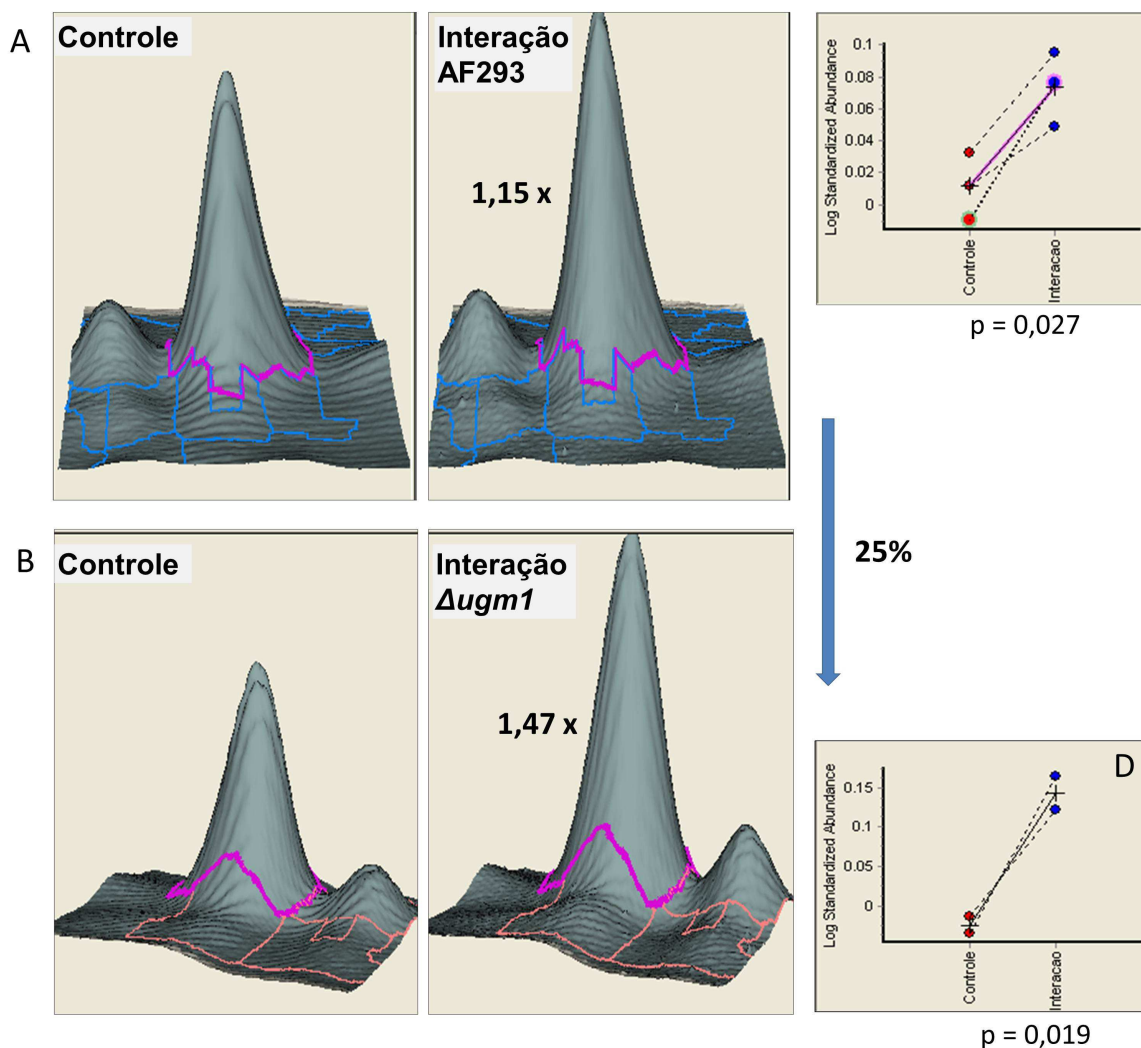 A
Controle
Interação
AF293
1,15 x
Log Standardized Abundance
0.1
0.08
0.06
0.04
0.02
0
Controle
Interacao
p = 0,027
25%
B
Controle
Interação
Δugm1
1,47 x
D
Log Standardized Abundance
0.15
0.1
0.05
0
Controle
Interacao
p = 0,019